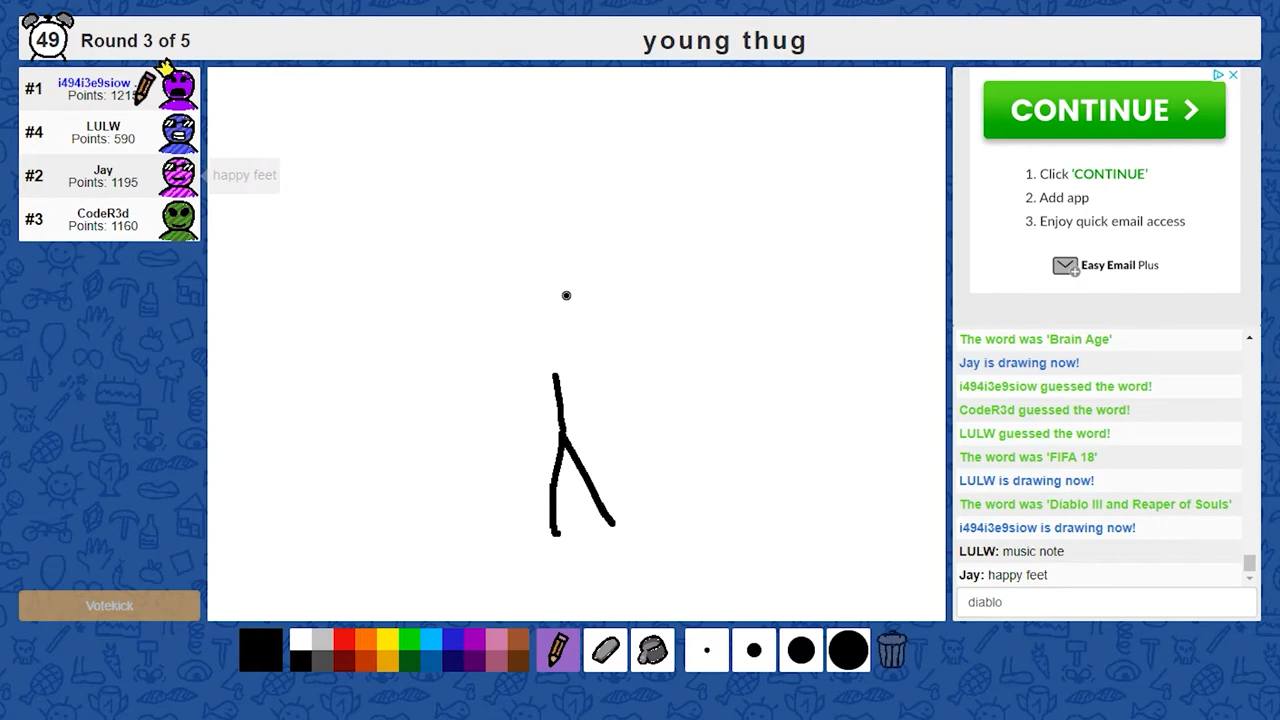 49
Round 3 of 5
young thug
#1
i494i3e9siow
Points: 1215
#4
LULW
Points: 590
#2
Jay
Points: 1195
happy feet
#3
CodeR3d
Points: 1160
Votekick
CONTINUE >
1. Click 'CONTINUE'
2. Add app
3. Enjoy quick email access
Easy Email Plus
The word was 'Brain Age'
Jay is drawing now!
i494i3e9siow guessed the word!
CodeR3d guessed the word!
LULW guessed the word!
The word was 'FIFA 18'
LULW is drawing now!
The word was 'Diablo III and Reaper of Souls'
i494i3e9siow is drawing now!
LULW: music note
Jay: happy feet
diablo